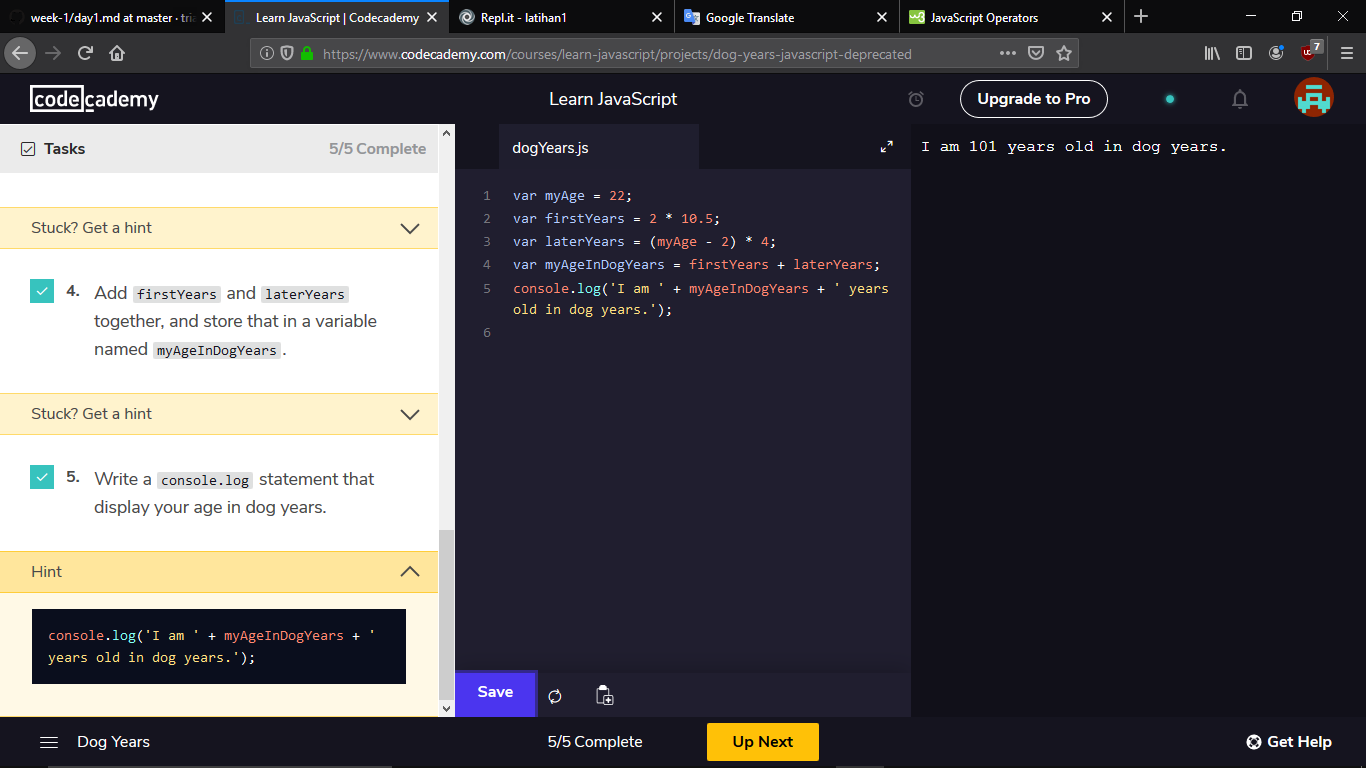 week-1/day1.md at master · tri
Learn JavaScript | Codecademy
Repl.it - latihan1
Google Translate
JavaScript Operators
https://www.codecademy.com/courses/learn-javascript/projects/dog-years-javascript-deprecated
7
codecademy
Learn JavaScript
Upgrade to Pro
Tasks
5/5 Complete
Stuck? Get a hint
4. Add firstYears and laterYears
together, and store that in a variable
named myAgeInDogYears.
Stuck? Get a hint
5. Write a console.log statement that
display your age in dog years.
Hint
console.log('I am ' + myAgeInDogYears + '
years old in dog years.');
dogYears.js
1 var myAge = 22;
2 var firstYears = 2 * 10.5;
3 var laterYears = (myAge - 2) * 4;
4 var myAgeInDogYears = firstYears + laterYears;
5 console.log('I am ' + myAgeInDogYears + ' years
old in dog years.');
6
Save
I am 101 years old in dog years.
Dog Years
5/5 Complete
Up Next
Get Help